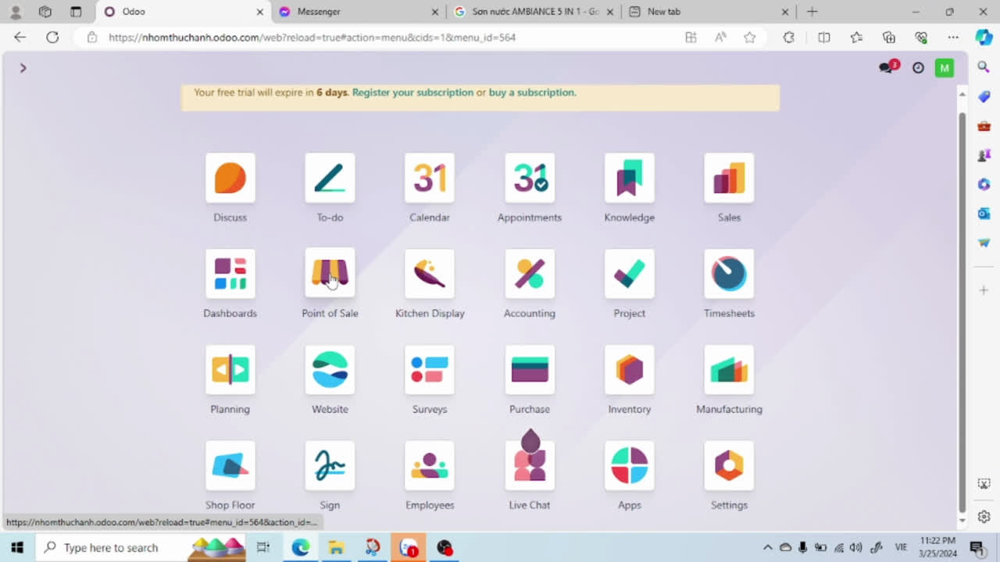 Odoo
Messenger
Sơn nước AMBIANCE 5 IN 1 - Go
New tab
https://nhomthuchanh.odoo.com/web?reload=true#action=menu&cids=1&menu_id=564
3
M
Your free trial will expire in 6 days. Register your subscription or buy a subscription.
31
31
Discuss
To-do
Calendar
Appointments
Knowledge
Sales
Dashboards
Point of Sale
Kitchen Display
Accounting
Project
Timesheets
Planning
Website
Surveys
Purchase
Inventory
Manufacturing
Shop Floor
Sign
Employees
Live Chat
Apps
Settings
https://nhomthuchanh.odoo.com/web?reload=true#menu_id=564&action_id=...
Type here to search
1
VIE
11:22 PM
3/25/2024
1